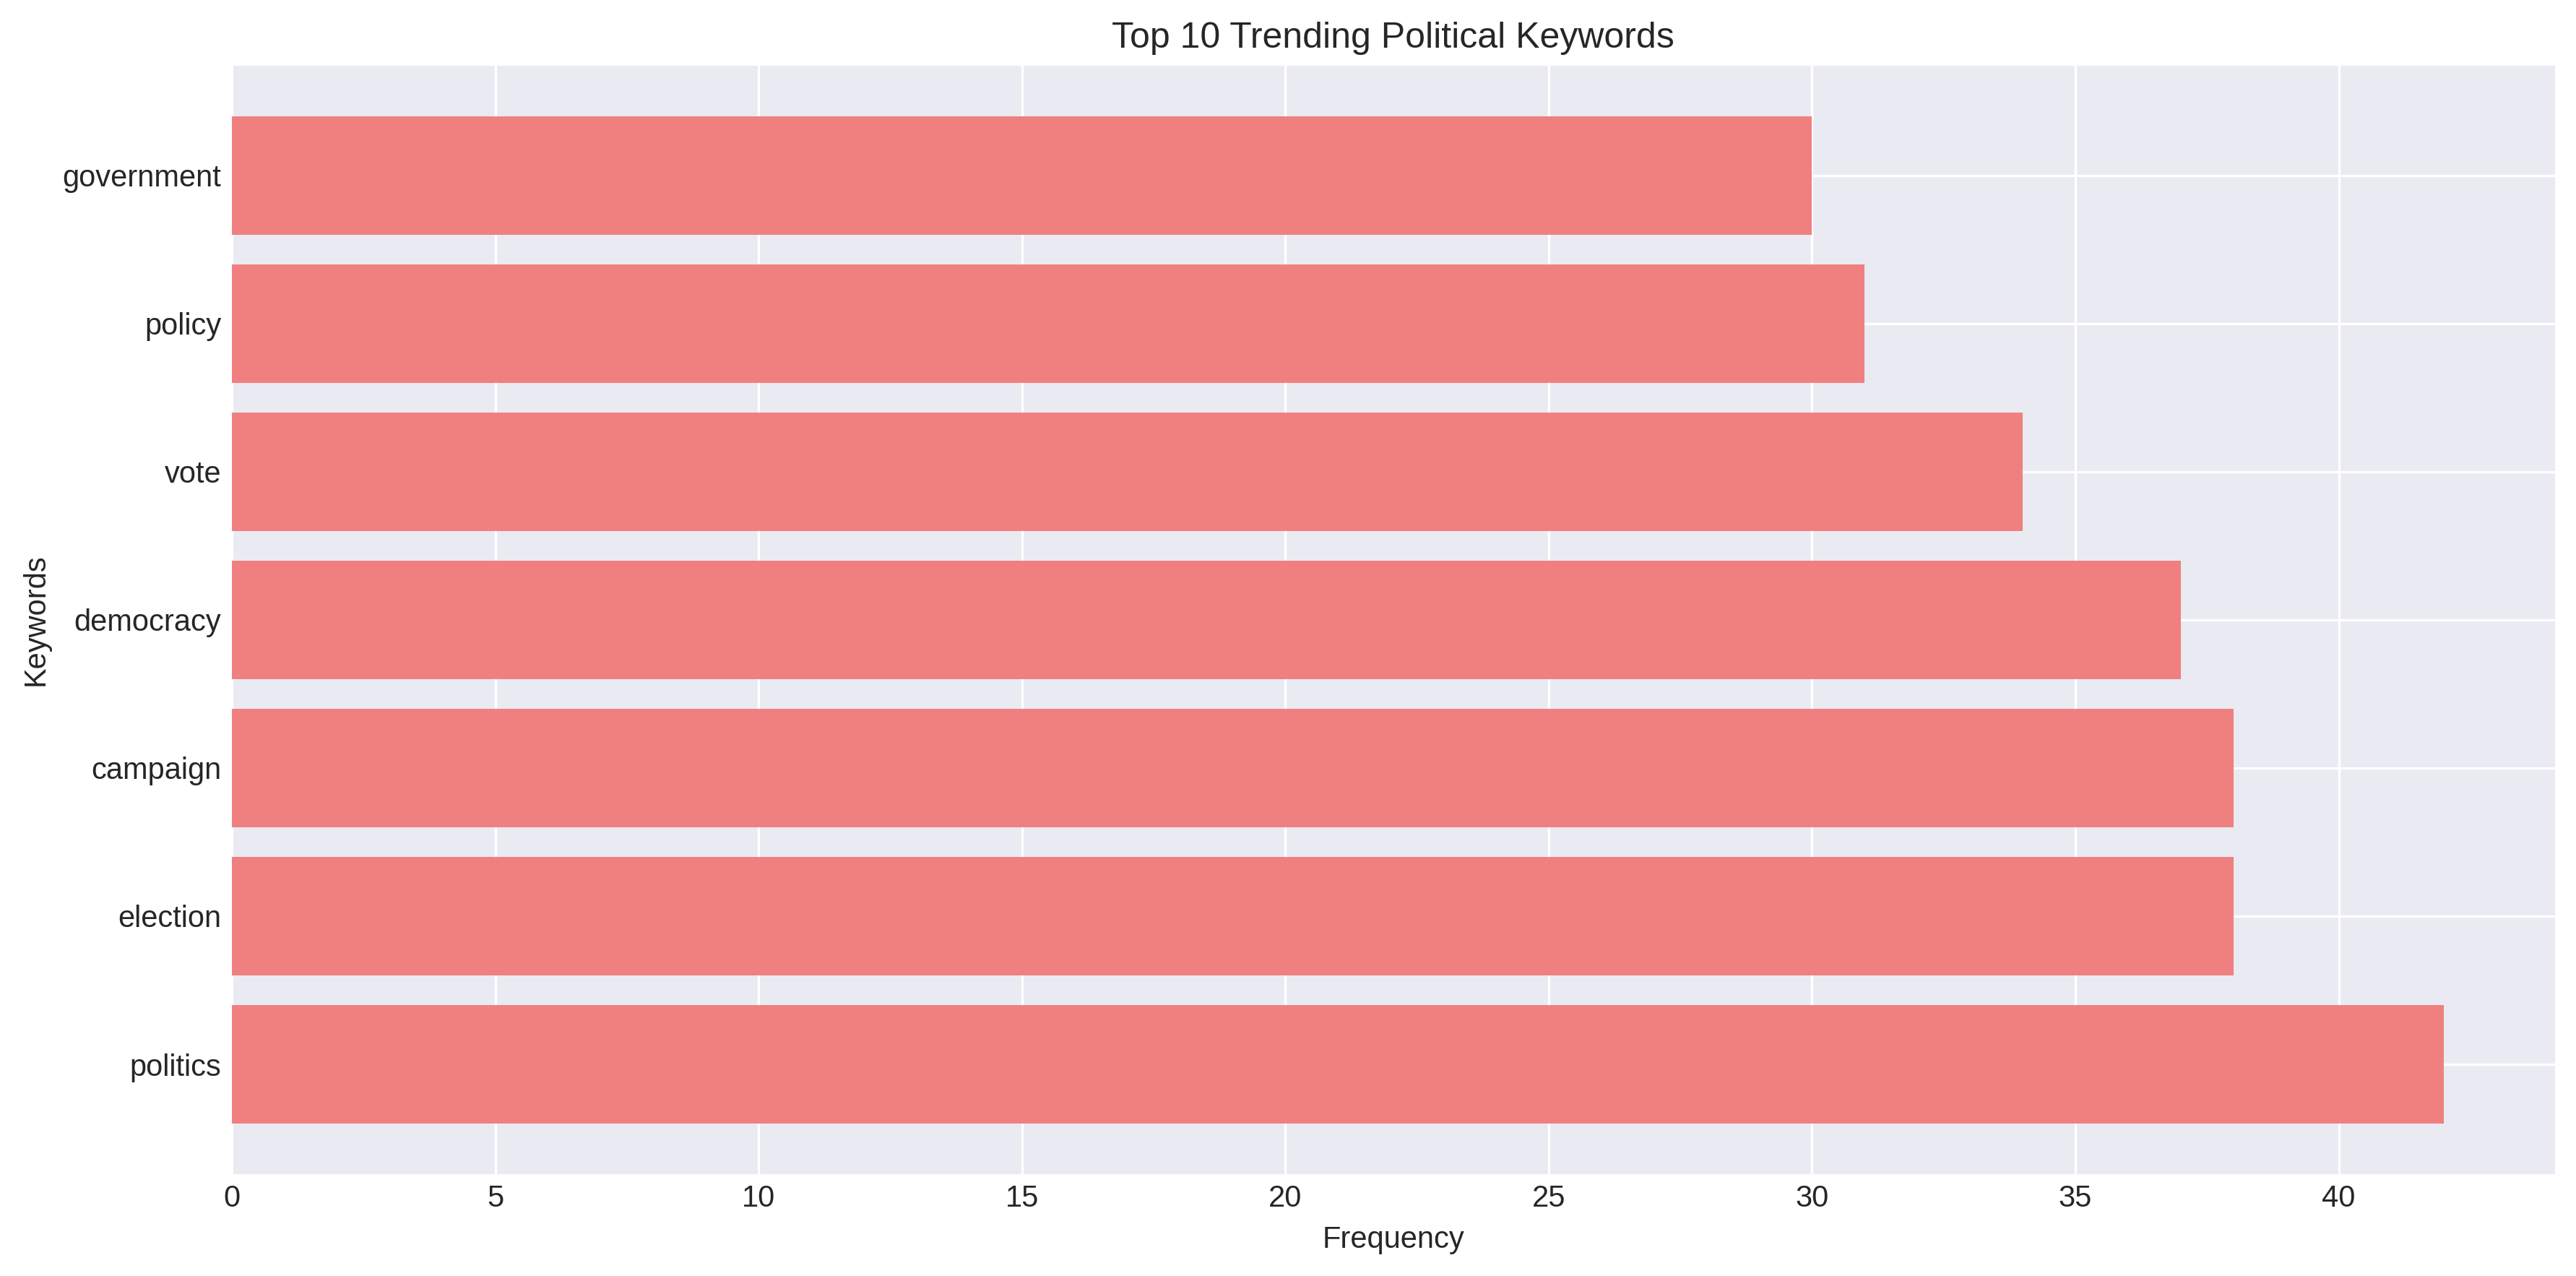 Top 10 Trending Political Keywords
Keywords
government
policy
vote
democracy
campaign
election
politics
0 5 10 15 20 25 30 35 40
Frequency